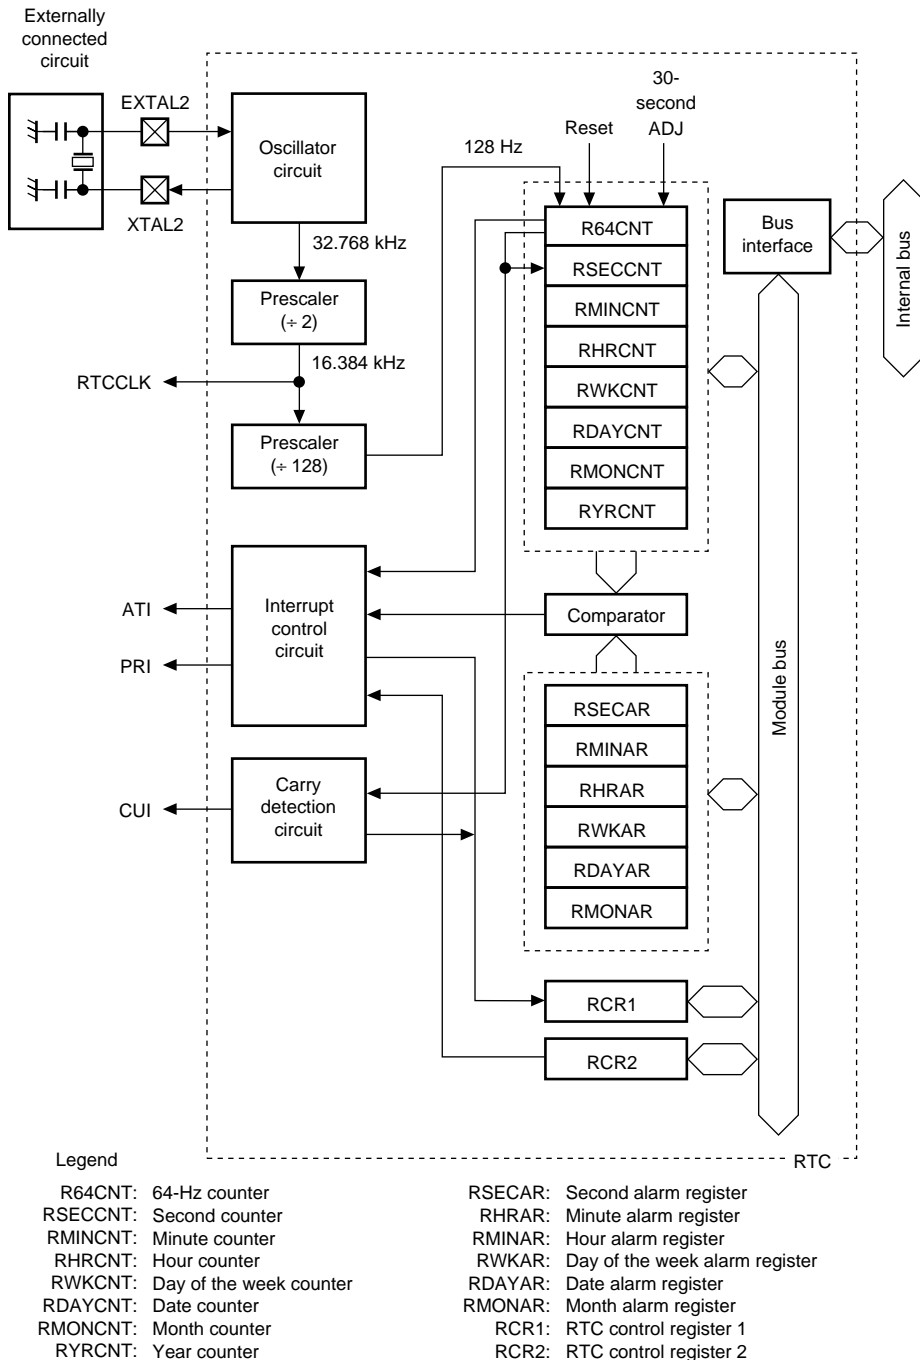 Externally
connected
circuit
EXTAL2
XTAL2
Oscillator
circuit
32.768 kHz
Prescaler
(÷ 2)
16.384 kHz
RTCCLK
Prescaler
(÷ 128)
128 Hz
Reset
30-
second
ADJ
R64CNT
RSECCNT
RMINCNT
RHRCNT
RWKCNT
RDAYCNT
RMONCNT
RYRCNT
Bus
interface
Internal bus
Interrupt
control
circuit
ATI
PRI
Comparator
Module bus
RSECAR
RMINAR
RHRAR
RWKAR
RDAYAR
RMONAR
Carry
detection
circuit
CUI
RCR1
RCR2
RTC
Legend
R64CNT: 64-Hz counter
RSECCNT: Second counter
RMINCNT: Minute counter
RHRCNT: Hour counter
RWKCNT: Day of the week counter
RDAYCNT: Date counter
RMONCNT: Month counter
RYRCNT: Year counter
RSECAR: Second alarm register
RHRAR: Minute alarm register
RMINAR: Hour alarm register
RWKAR: Day of the week alarm register
RDAYAR: Date alarm register
RMONAR: Month alarm register
RCR1: RTC control register 1
RCR2: RTC control register 2